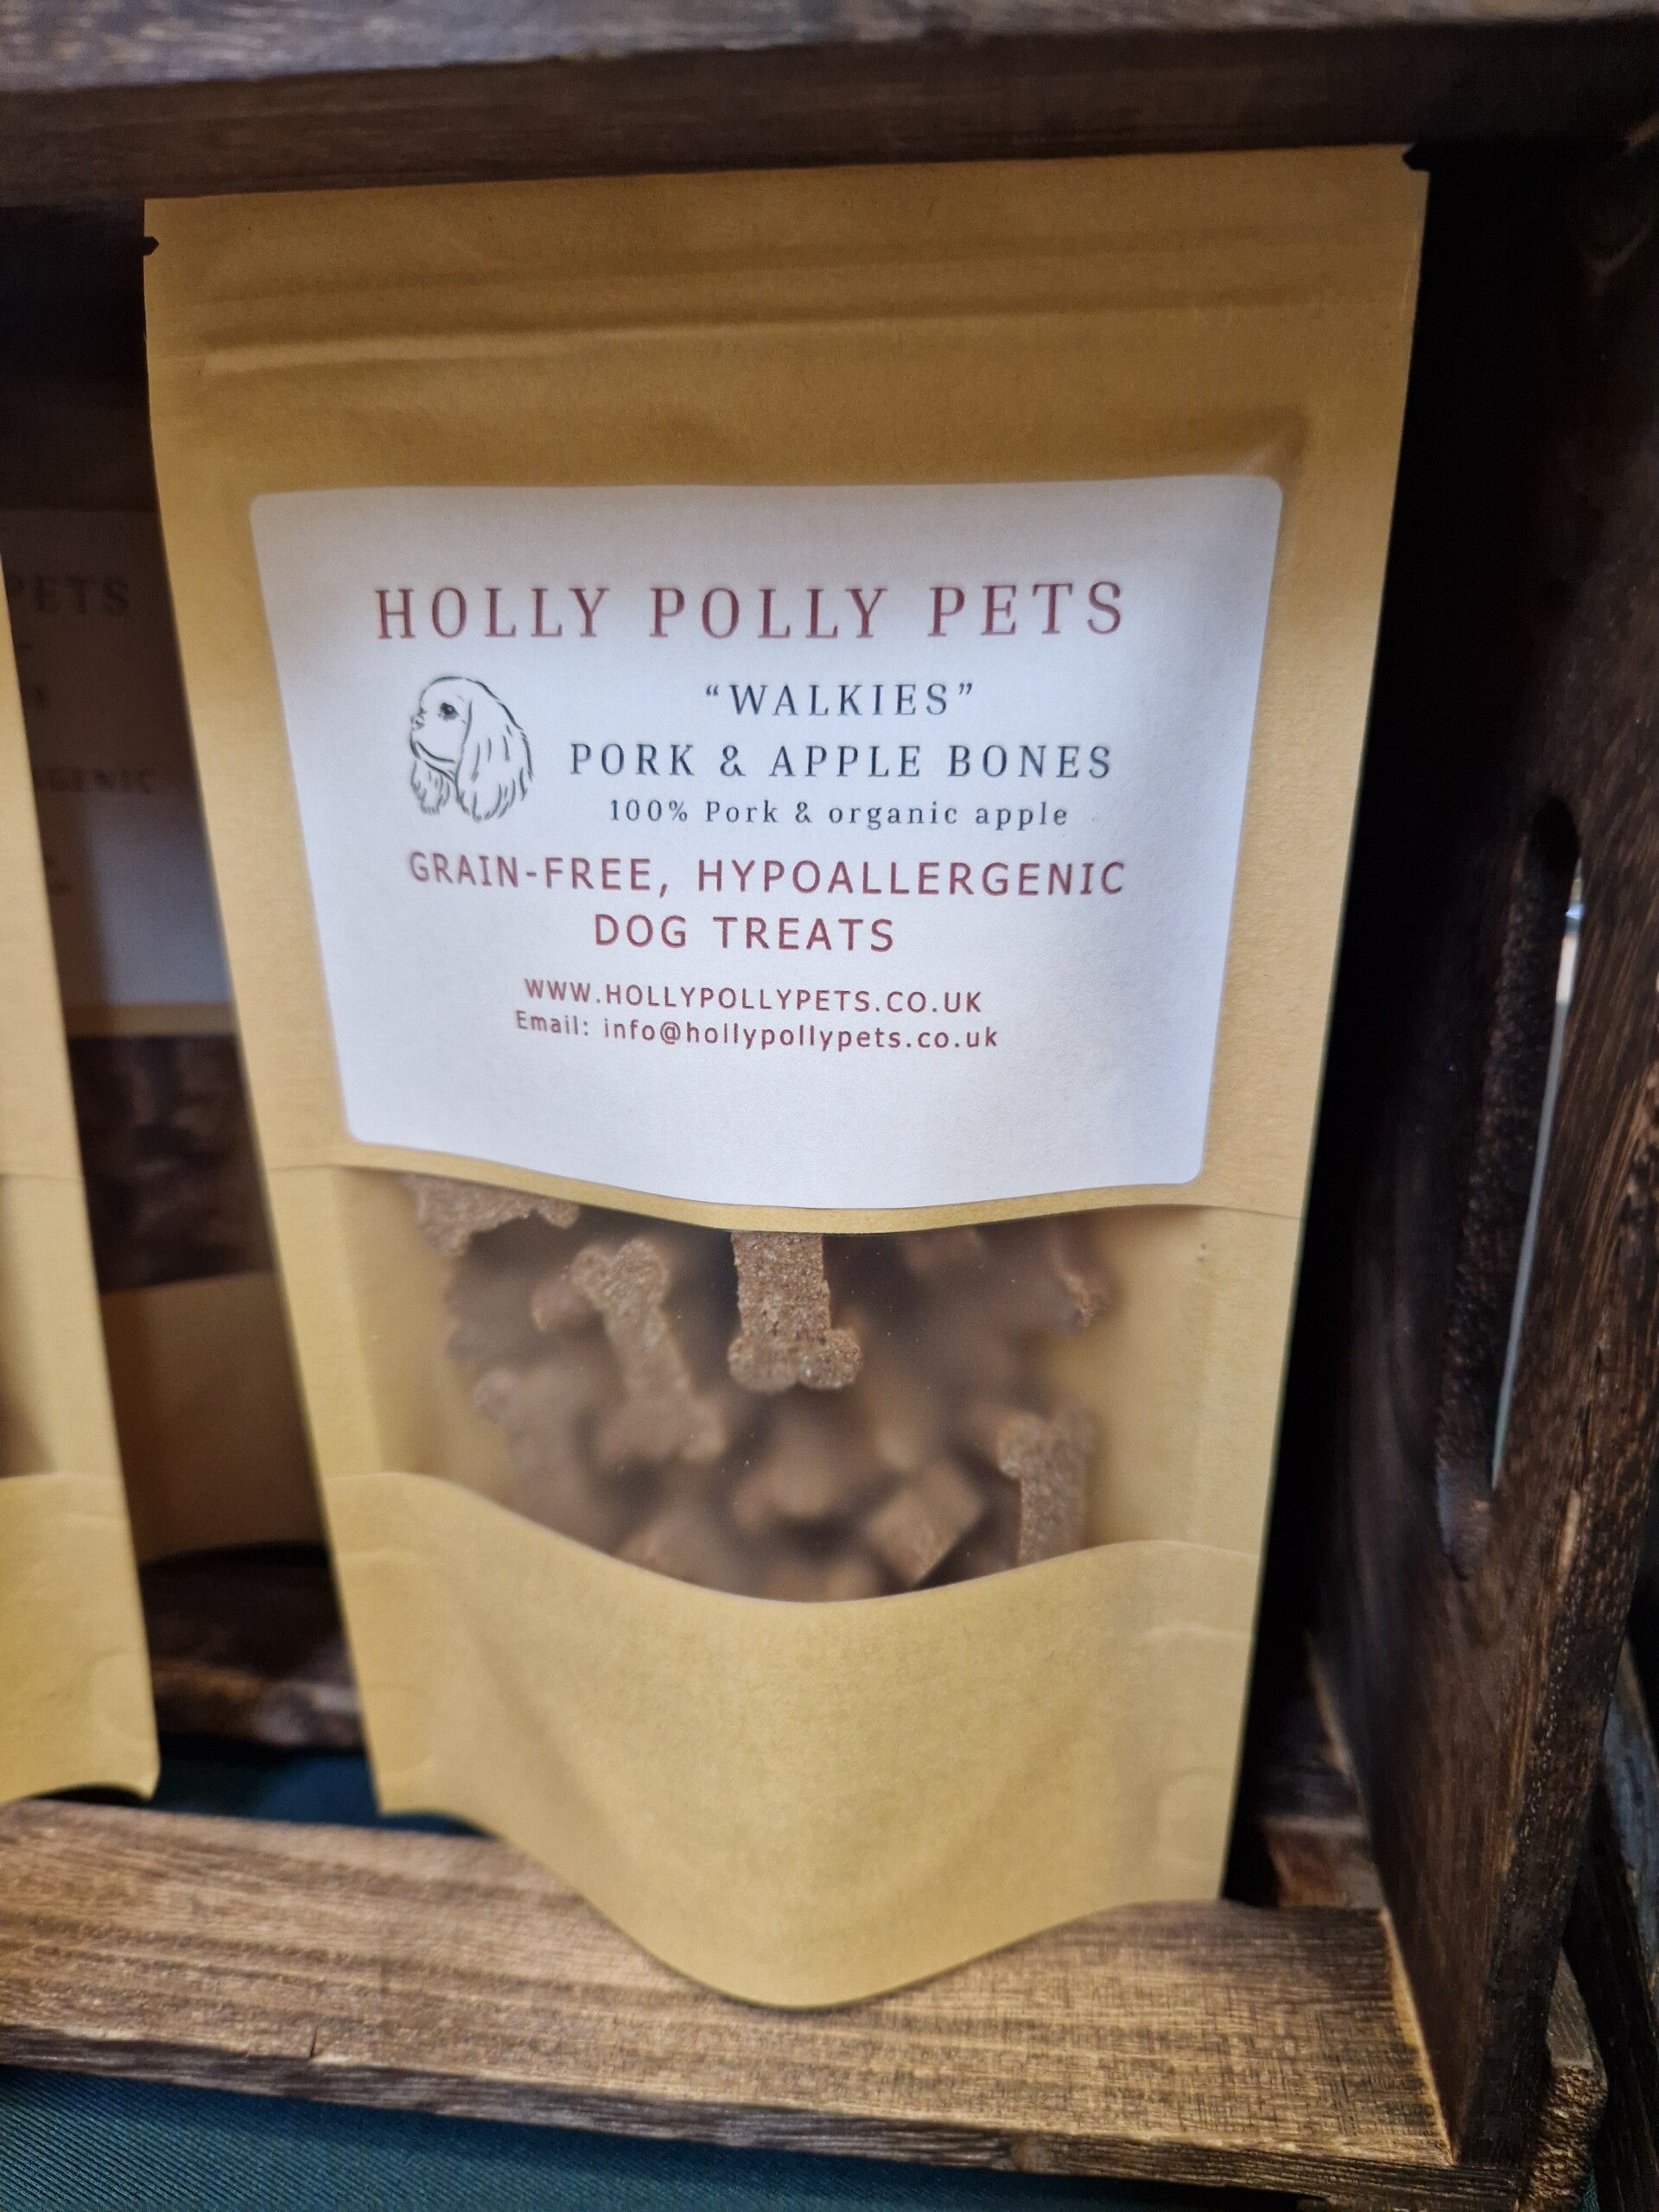 HOLLY POLLY PETS
“WALKIES”
PORK & APPLE BONES
100% Pork & organic apple
GRAIN-FREE, HYPOALLERGENIC
DOG TREATS
WWW.HOLLYPOLLYPETS.CO.UK
Email: info@hollypollypets.co.uk
PETS